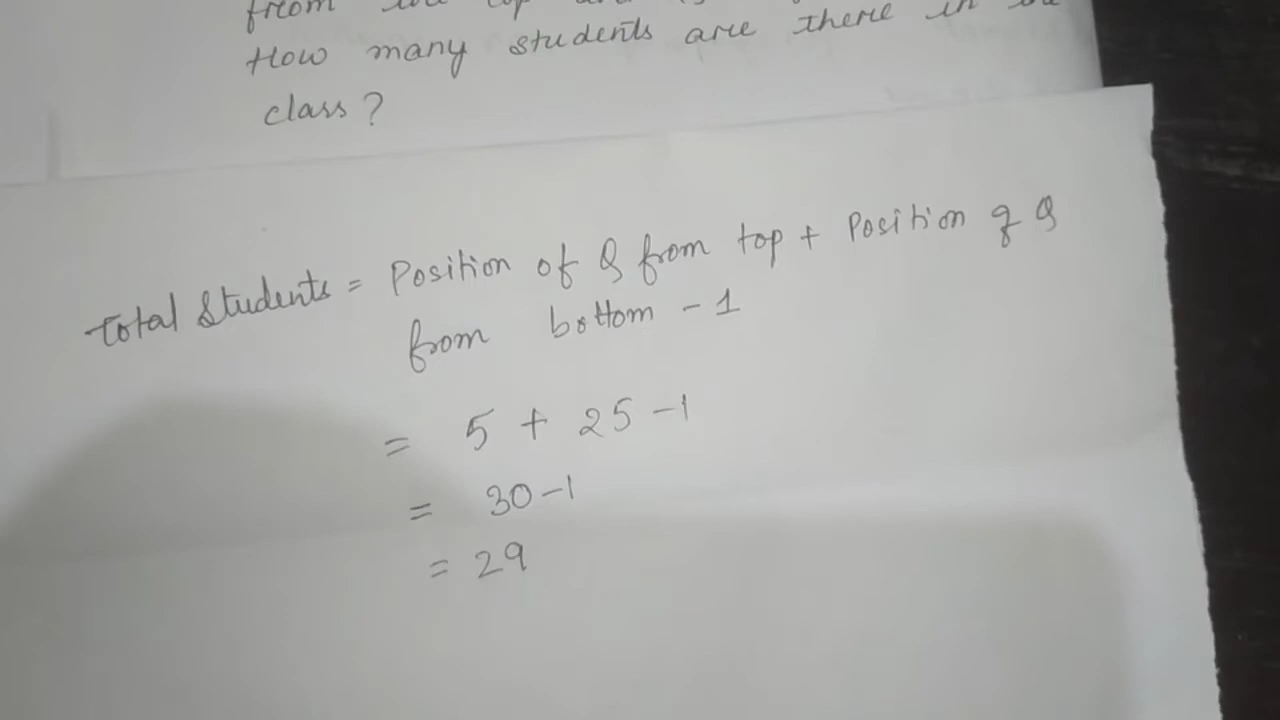 from
How many students are there in
class?
Total Students = Position of Q from top + Position of Q
from bottom - 1
= 5 + 25 - 1
= 30 - 1
= 29